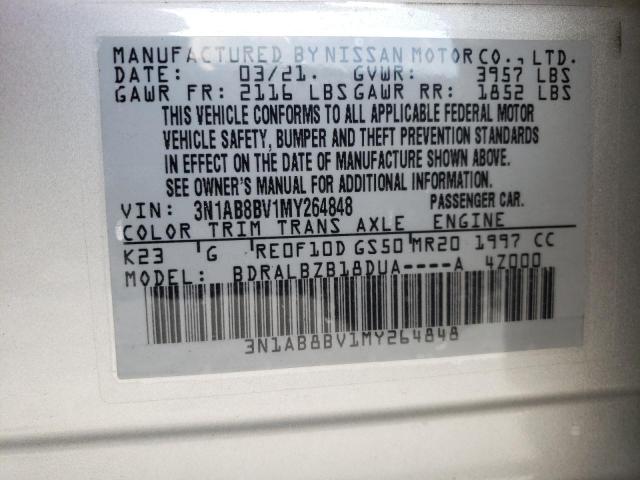 MANUFACTURED BY NISSAN MOTOR CO., LTD.
DATE: 03/21. GVWR: 3957 LBS
GAWR FR: 2116 LBS GAWR RR: 1852 LBS
THIS VEHICLE CONFORMS TO ALL APPLICABLE FEDERAL MOTOR
VEHICLE SAFETY, BUMPER AND THEFT PREVENTION STANDARDS
IN EFFECT ON THE DATE OF MANUFACTURE SHOWN ABOVE.
SEE OWNER'S MANUAL FOR ADDITIONAL INFORMATION.
VIN: 3N1AB8BV1MY264848 PASSENGER CAR.
COLOR TRIM TRANS AXLE ENGINE
K23 G RE0F10D GS50 MR20 1997 CC
MODEL: BDRALBZB18DUA----A 4Z000
3N1AB8BV1MY264848